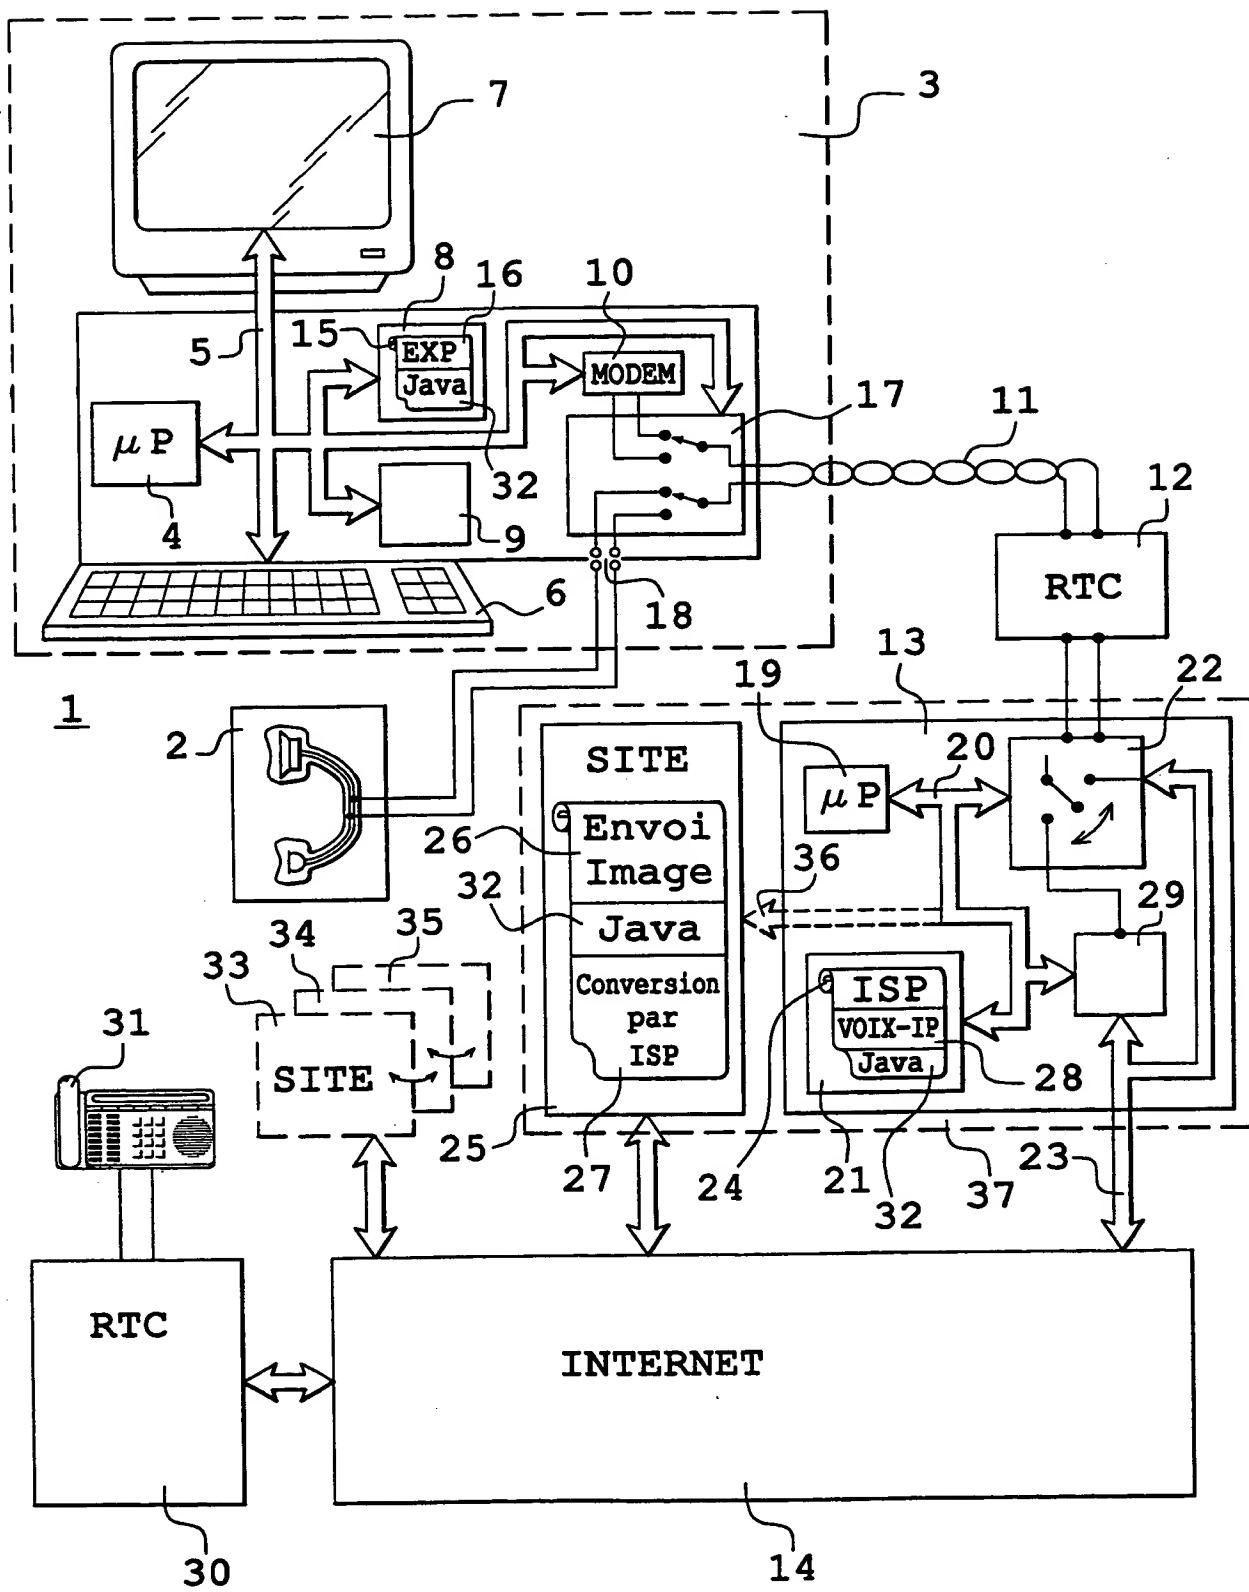 3
7
8
16
10
15
EXP
MODEM
5
Java
17
11
μP
32
12
4
9
RTC
6
18
13
1
19
22
2
SITE
20
μP
Envoi
26
Image
36
32
29
35
Java
34
33
Conversion
ISP
31
par
VOIX-IP
SITE
ISP
Java
28
25
23
27
24
21
37
32
RTC
INTERNET
30
14